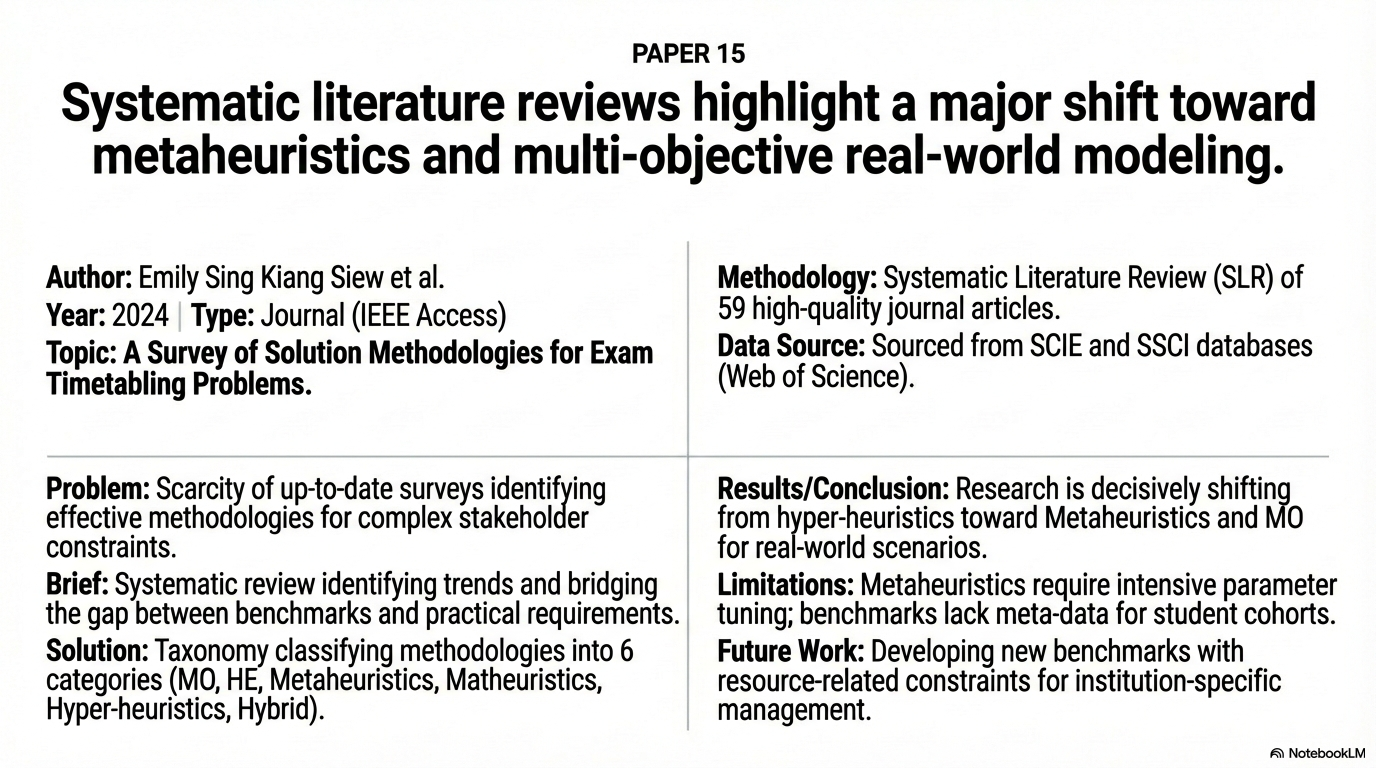 PAPER 15
Systematic literature reviews highlight a major shift toward
metaheuristics and multi-objective real-world modeling.
Author: Emily Sing Kiang Siew et al.
Year: 2024 | Type: Journal (IEEE Access)
Topic: A Survey of Solution Methodologies for Exam
Timetabling Problems.
Methodology: Systematic Literature Review (SLR) of
59 high-quality journal articles.
Data Source: Sourced from SCIE and SSCI databases
(Web of Science).
Problem: Scarcity of up-to-date surveys identifying
effective methodologies for complex stakeholder
constraints.
Brief: Systematic review identifying trends and bridging
the gap between benchmarks and practical requirements.
Solution: Taxonomy classifying methodologies into 6
categories (MO, HE, Metaheuristics, Matheuristics,
Hyper-heuristics, Hybrid).
Results/Conclusion: Research is decisively shifting
from hyper-heuristics toward Metaheuristics and MO
for real-world scenarios.
Limitations: Metaheuristics require intensive parameter
tuning; benchmarks lack meta-data for student cohorts.
Future Work: Developing new benchmarks with
resource-related constraints for institution-specific
management.
NotebookLM